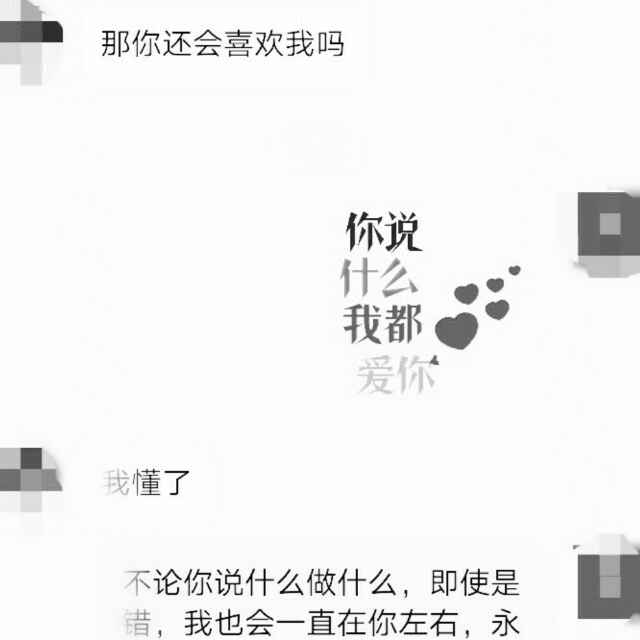 那你还会喜欢我吗
你说
什么
我都
爱你
我懂了
不论你说什么做什么，即使是
错，我也会一直在你左右，永